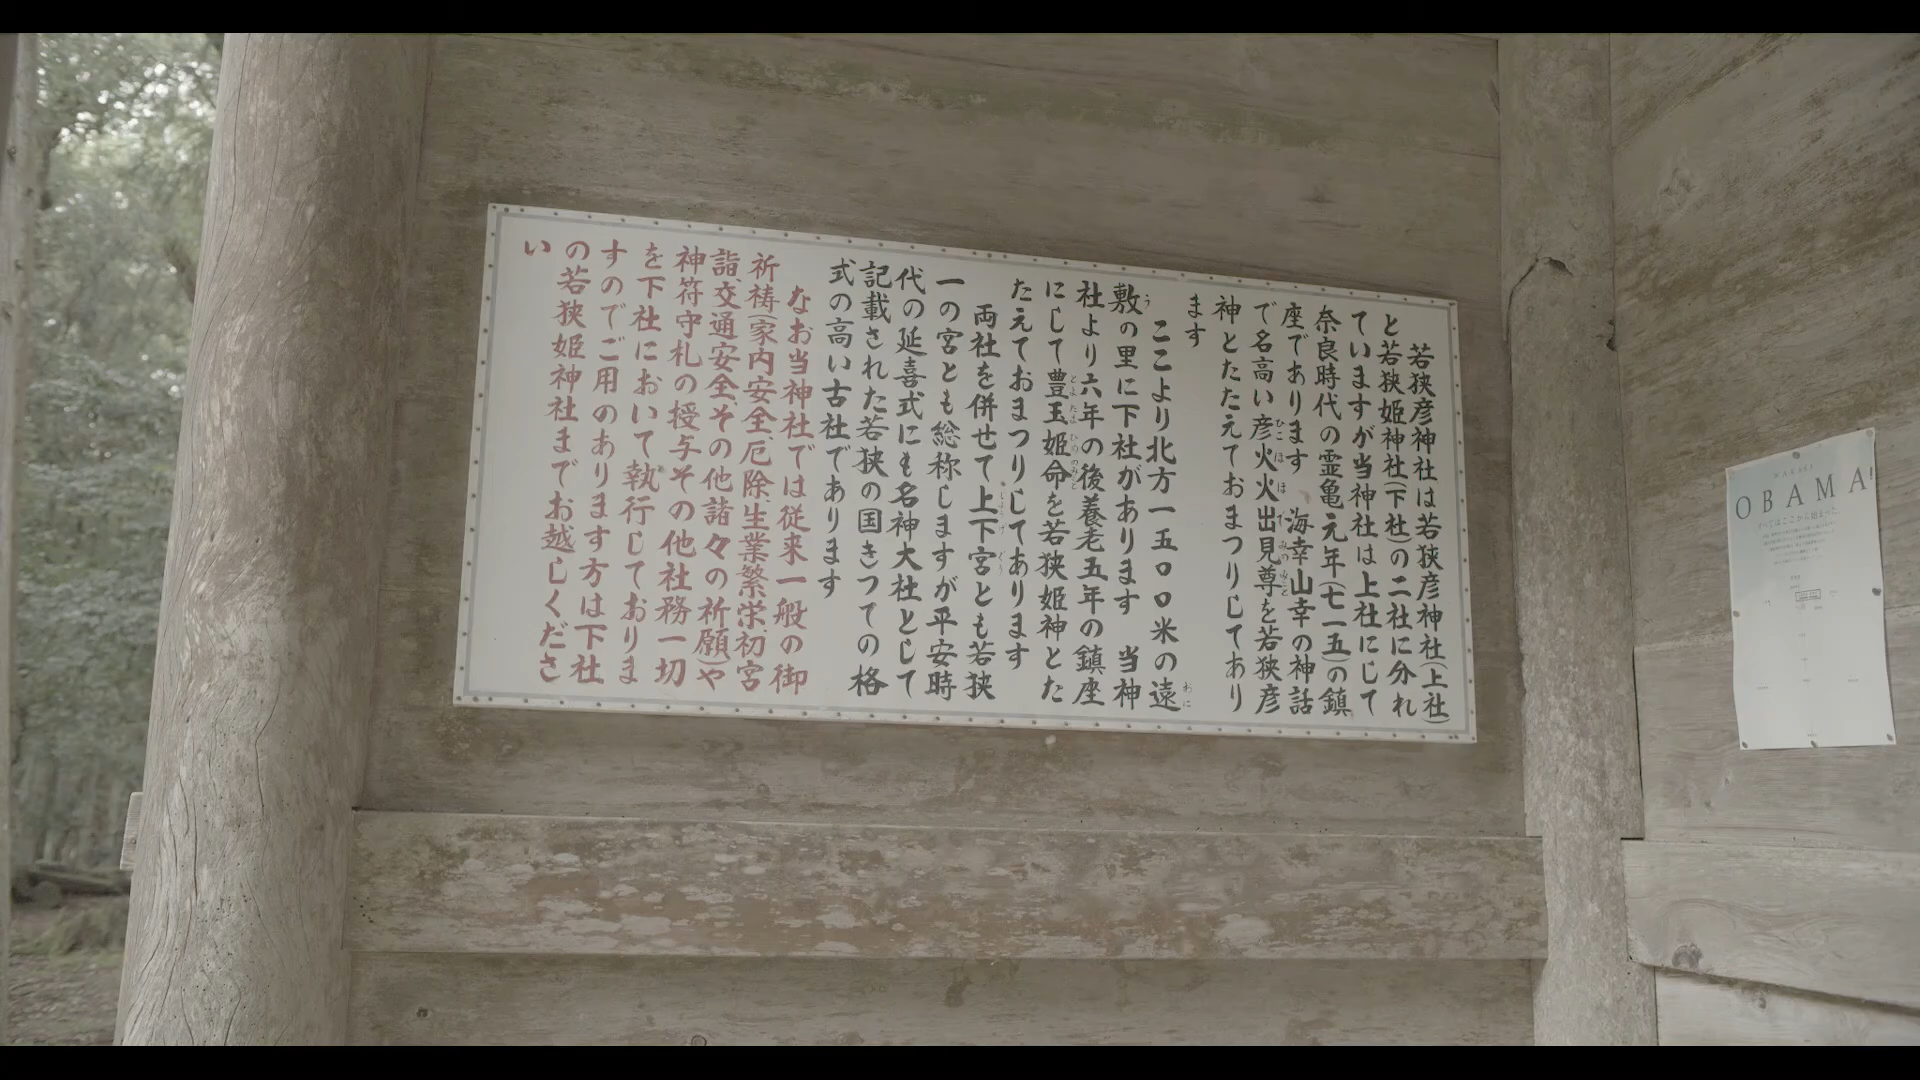 若狭彦神社は若狭彦神社(上社)
と若狭姫神社(下社)の二社に分れ
ていますが当神社は上社にして
奈良時代の霊亀元年(七一五)の鎮
座であります 海幸山幸の神話
で名高い彦火火出見尊を若狭彦
神とたたえておまつりしてあり
ます
ここより北方一五〇〇米の遠
敷の里に下社があります 当神
社より六年の後養老五年の鎮座
にして豊玉姫命を若狭姫神とた
たえておまつりしてあります
両社を併せて上下宮とも若狭
一の宮とも総称しますが平安時
代の延喜式にも名神大社として
記載された若狭の国きつての格
式の高い古社であります
なお当神社では従来一般の御
祈祷(家内安全、厄除、生業繁栄、初宮
詣、交通安全、その他諸々の祈願)や
神符守札の授与その他社務一切
を下社において執行しておりま
すのでご用のあります方は下社
の若狭姫神社までお越しくださ
い
WAKASA
OBAMA
すべてはここから始まった。